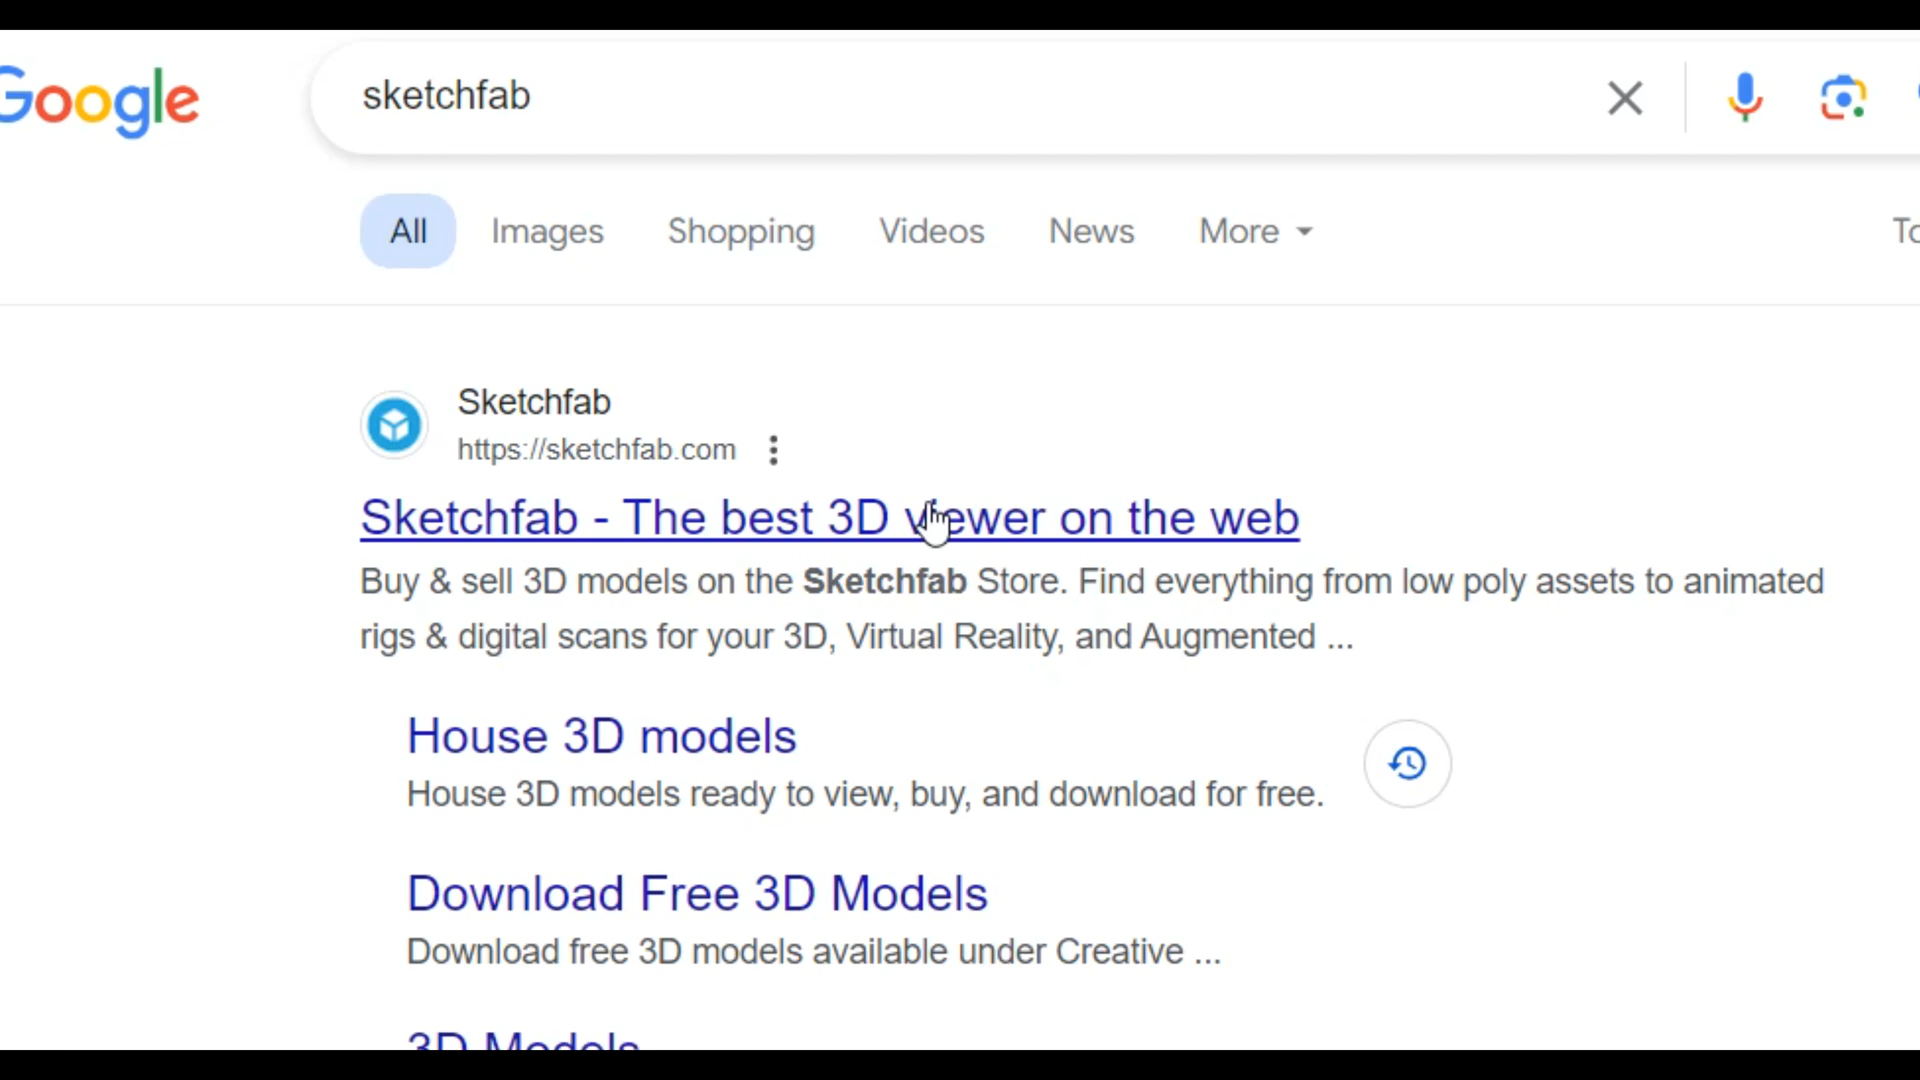 Google
sketchfab
All Images Shopping Videos News More
Sketchfab
https://sketchfab.com
Sketchfab - The best 3D viewer on the web
Buy & sell 3D models on the Sketchfab Store. Find everything from low poly assets to animated
rigs & digital scans for your 3D, Virtual Reality, and Augmented ...
House 3D models
House 3D models ready to view, buy, and download for free.
Download Free 3D Models
Download free 3D models available under Creative ...
3D Models